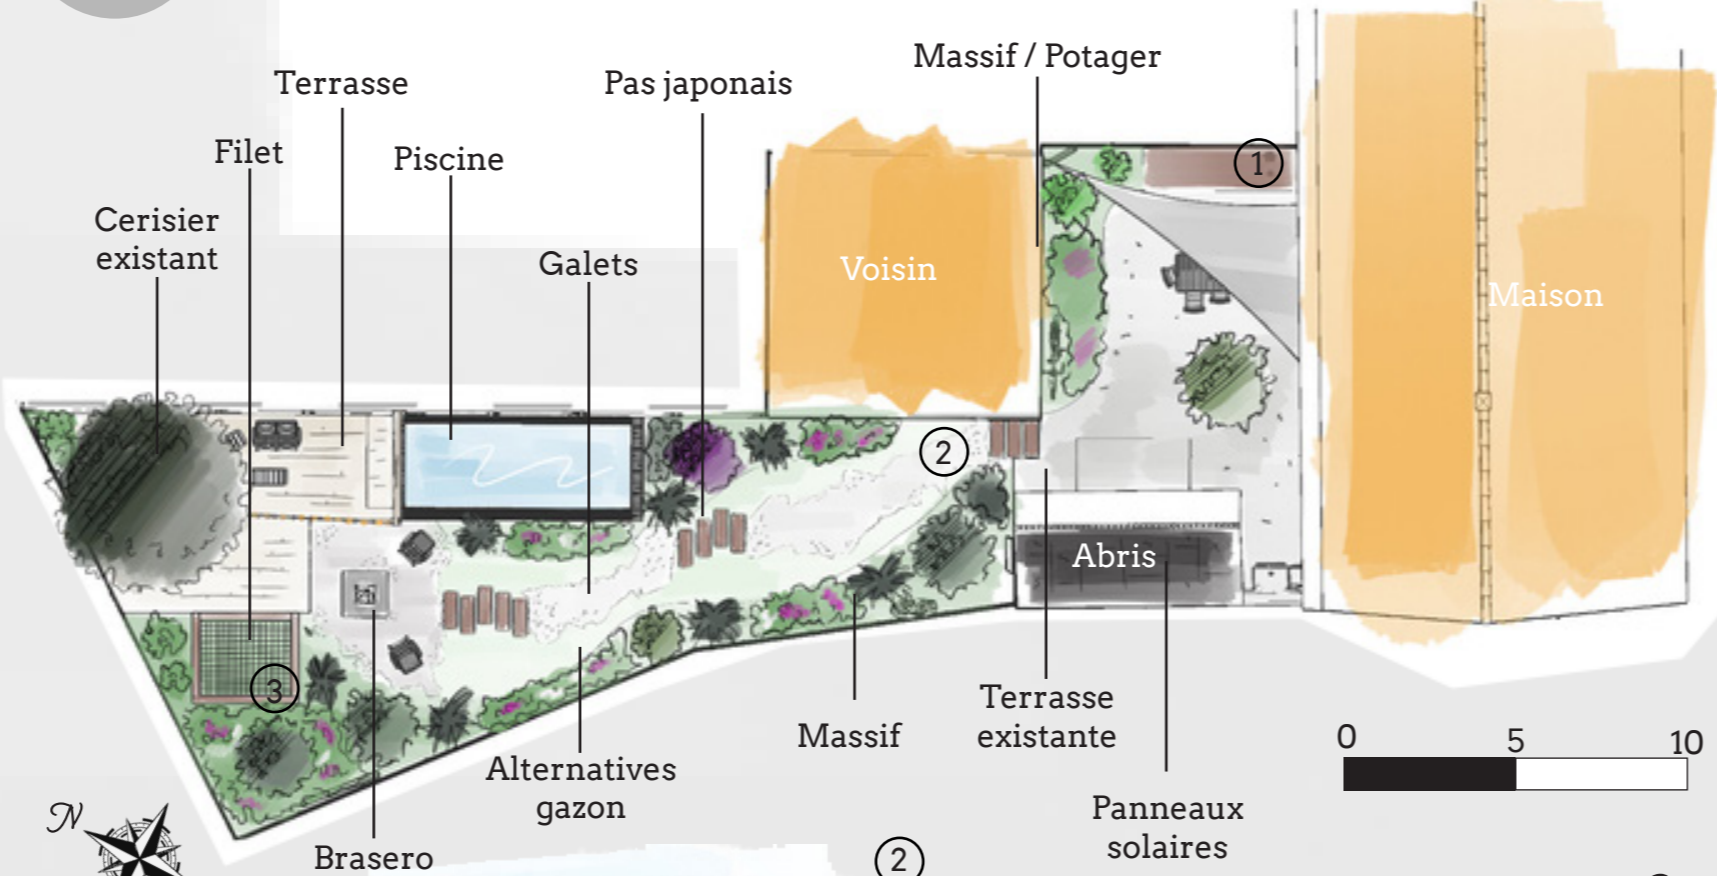 Massif / Potager
Terrasse
Pas japonais
Filet
Piscine
1
Cerisier
existant
Galets
Voisin
Maison
2
Abris
3
Terrasse
existante
Massif
0 5 10
Alternatives
gazon
Panneaux
solaires
N
Brasero
2